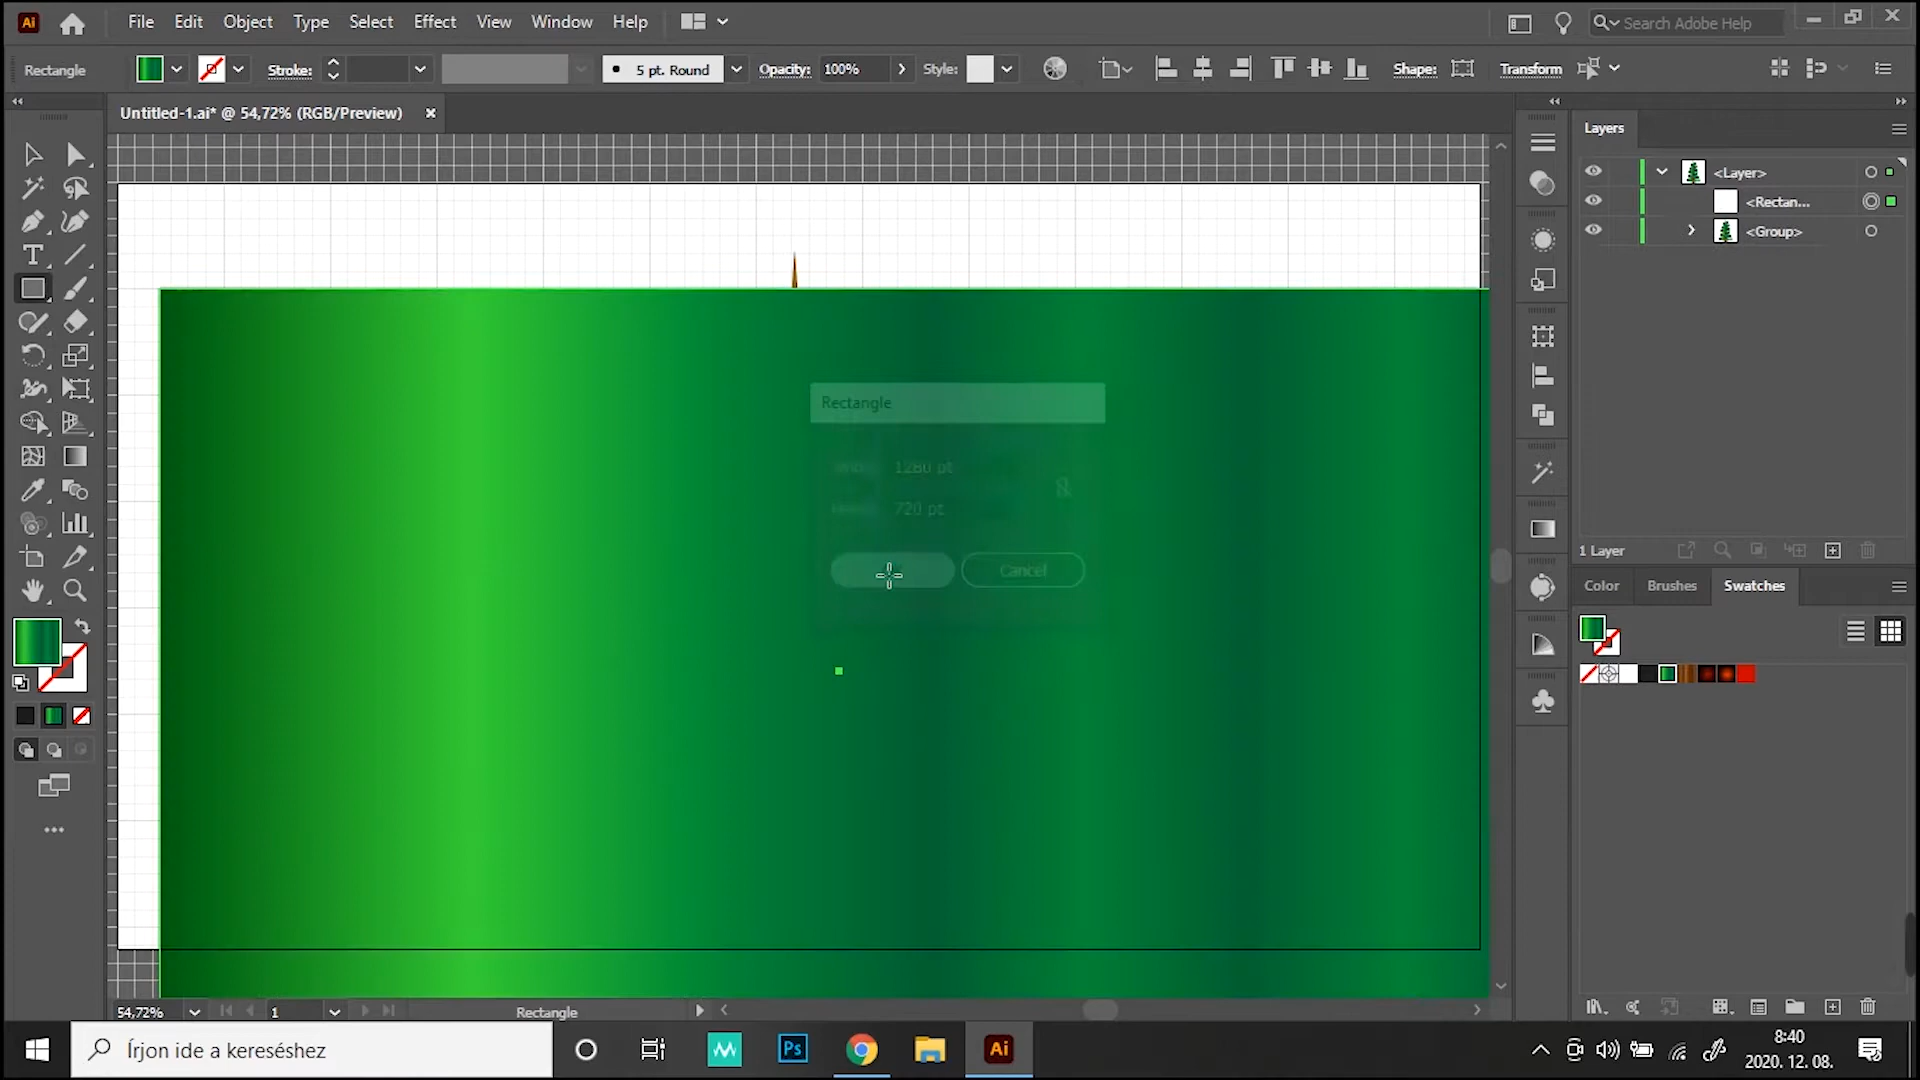 Ai File Edit Object Type Select Effect View Window Help Search Adobe Help
Rectangle Stroke: 5 pt. Round Opacity: 100% Style: Shape: Transform
Untitled-1.ai* @ 54,72% (RGB/Preview)
Layers
<Layer>
<Rectan...
<Group>
Rectangle
1280 pt
720 pt
Cancel
1 Layer
Color Brushes Swatches
54,72% 1 Rectangle
Írjon ide a kereséshez
Ps
Ai
8:40
2020. 12. 08.